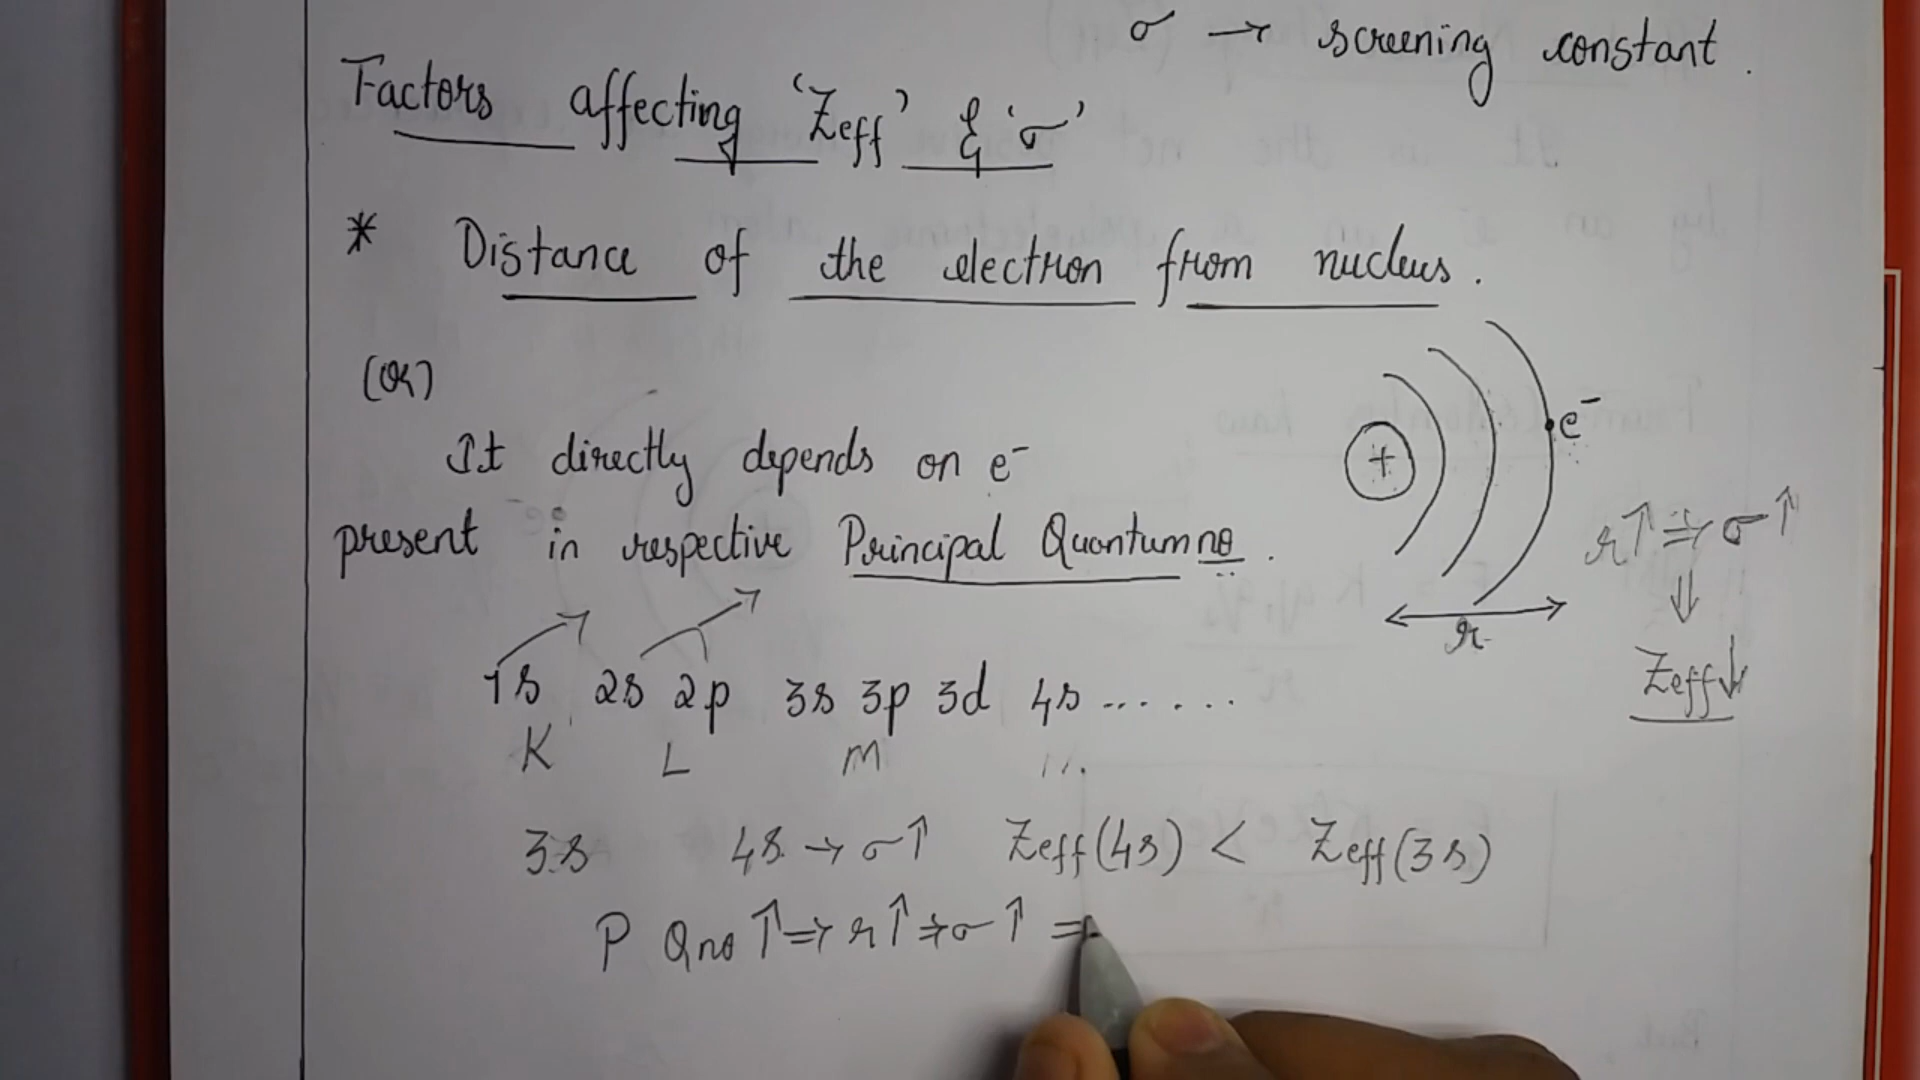 σ → screening constant.
Factors affecting 'Zeff' & 'σ'
* Distance of the electron from nucleus.
(or)
It directly depends on e⁻
present in respective Principal Quantum no.
+
e⁻
r
r↑ ⇒ σ↑
⇓
Zeff↓
1s 2s 2p 3s 3p 3d 4s ......
K L M
3s 4s → σ↑ Zeff(4s) < Zeff(3s)
P Q no ↑ ⇒ r↑ ⇒ σ↑ ⇒